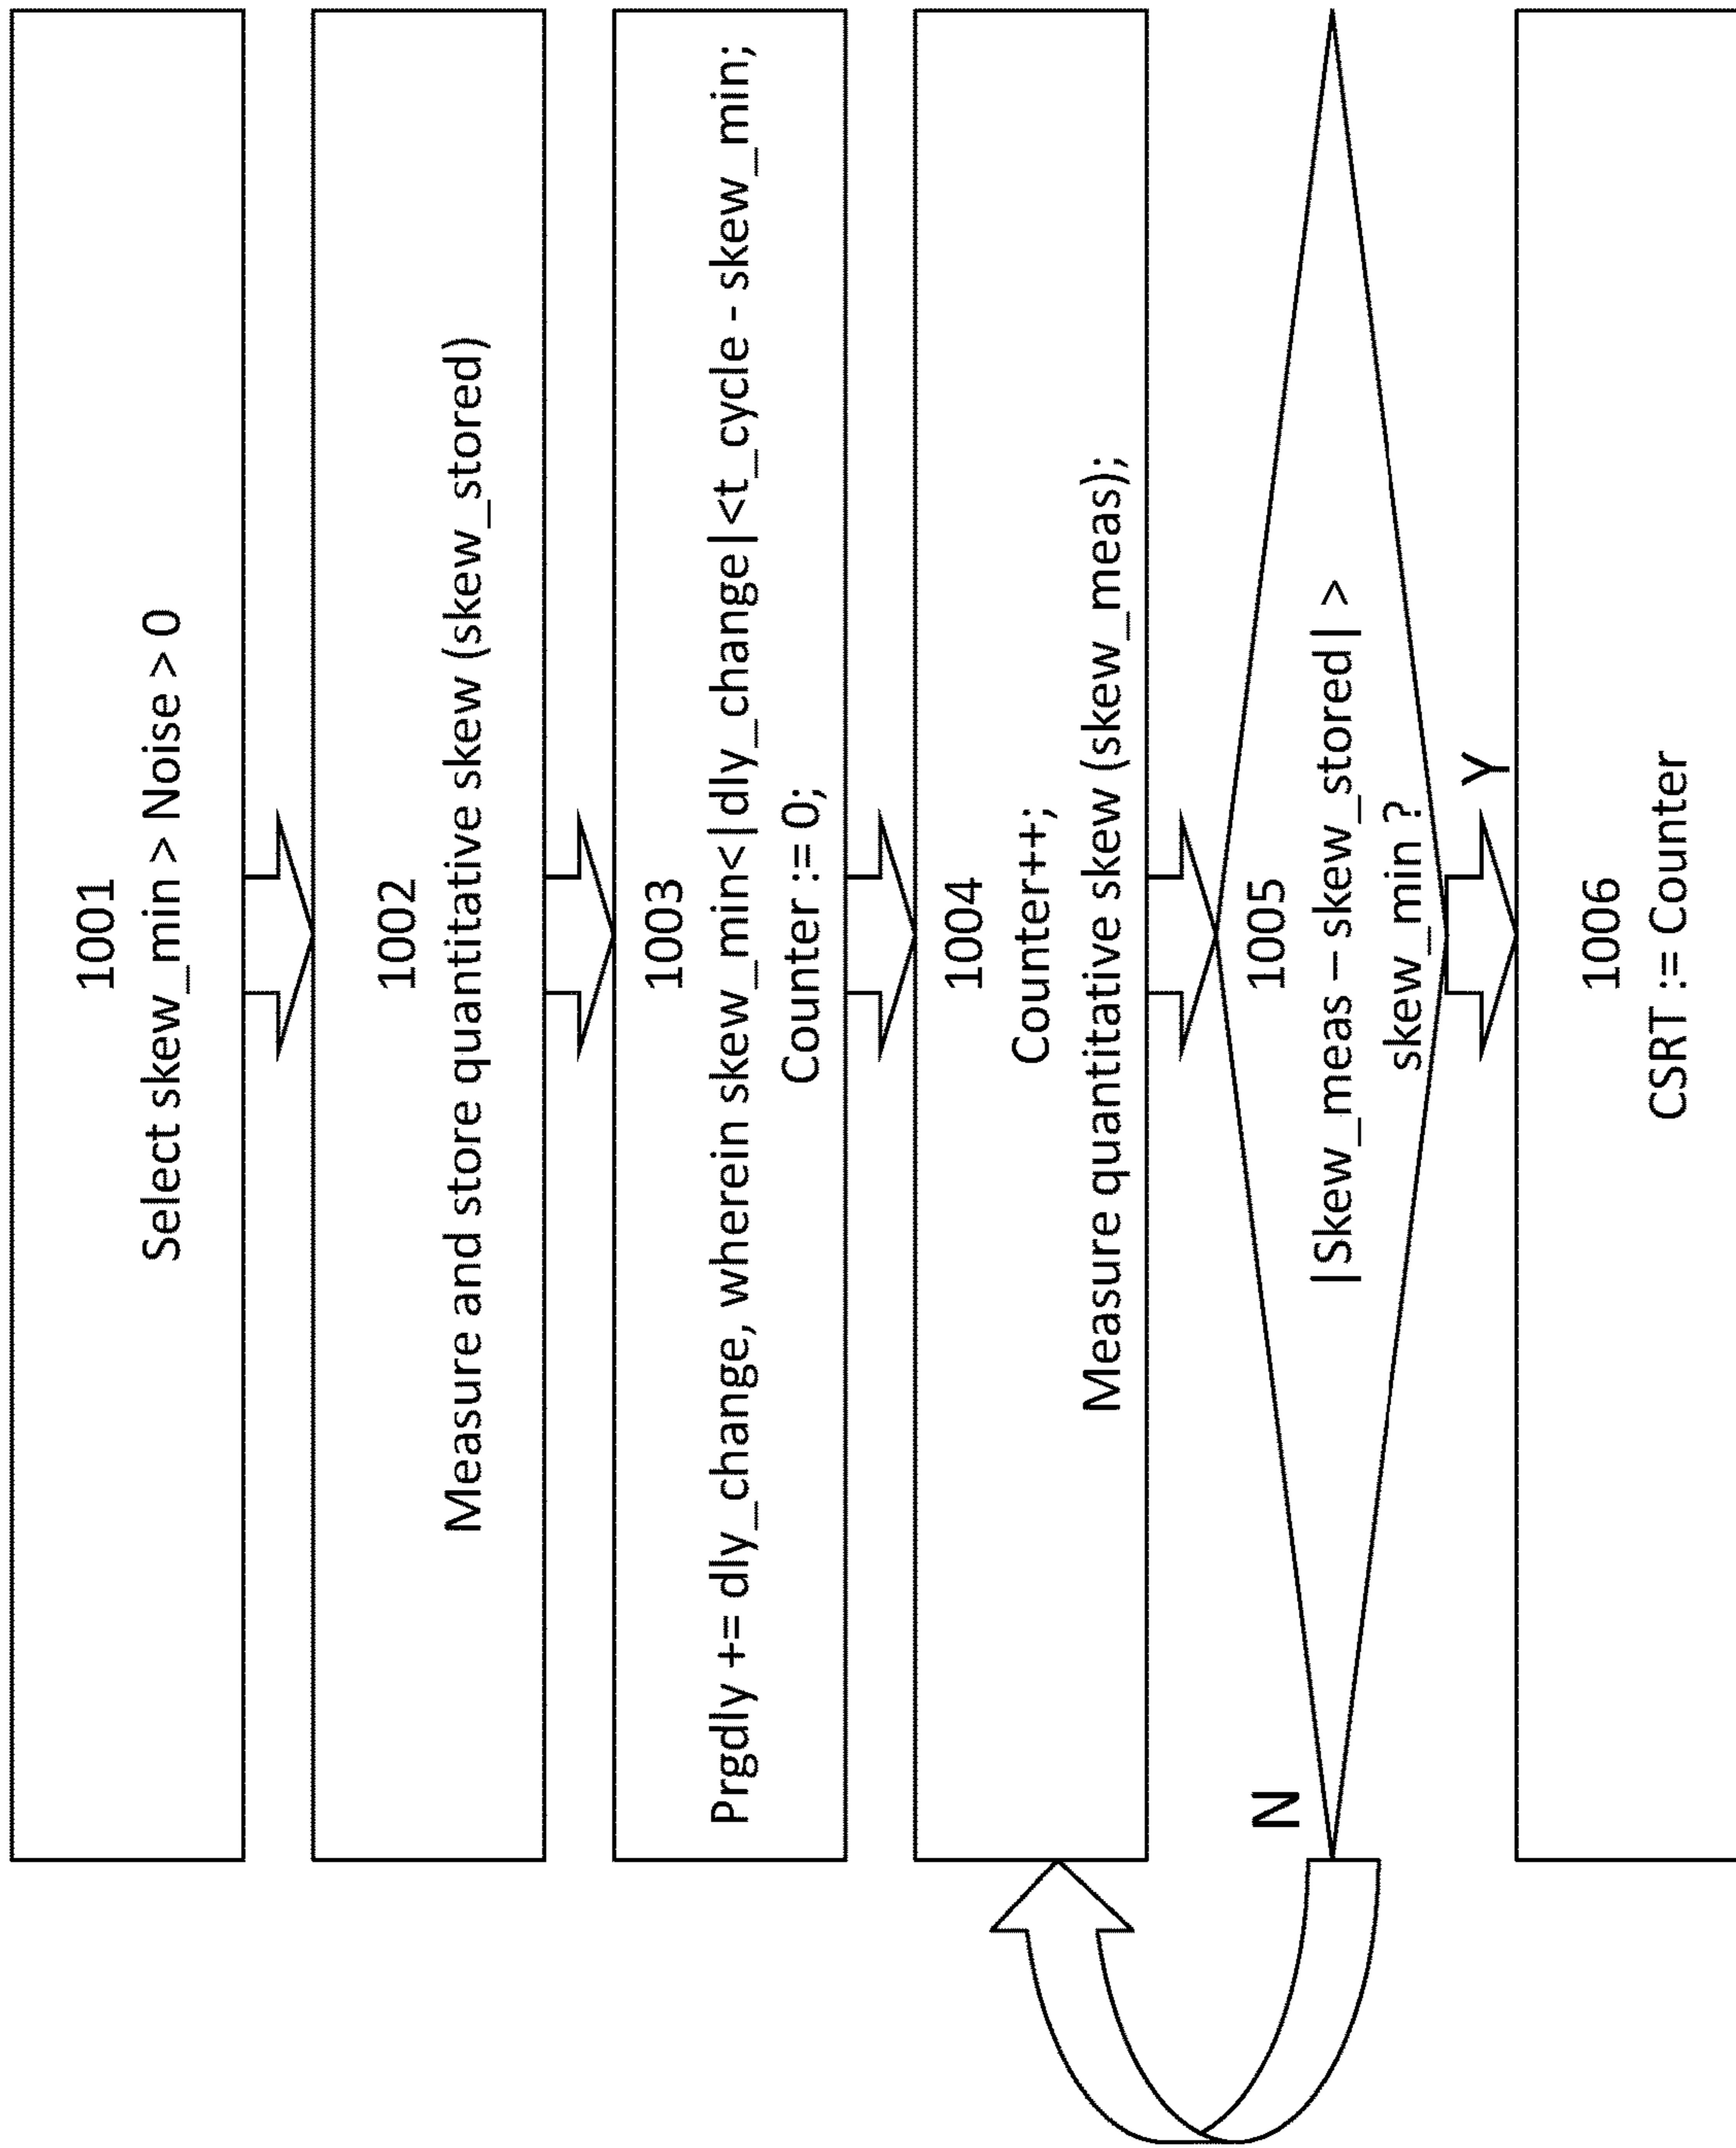 1001
Select skew_min > Noise > 0
1002
Measure and store quantitative skew (skew_stored)
1003
Prgdly += dly_change, wherein skew_min<|dly_change|<t_cycle - skew_min;
Counter := 0;
1004
Counter++;
Measure quantitative skew (skew_meas);
1005
|Skew_meas – skew_stored| >
skew_min ?
N
Y
1006
CSRT := Counter